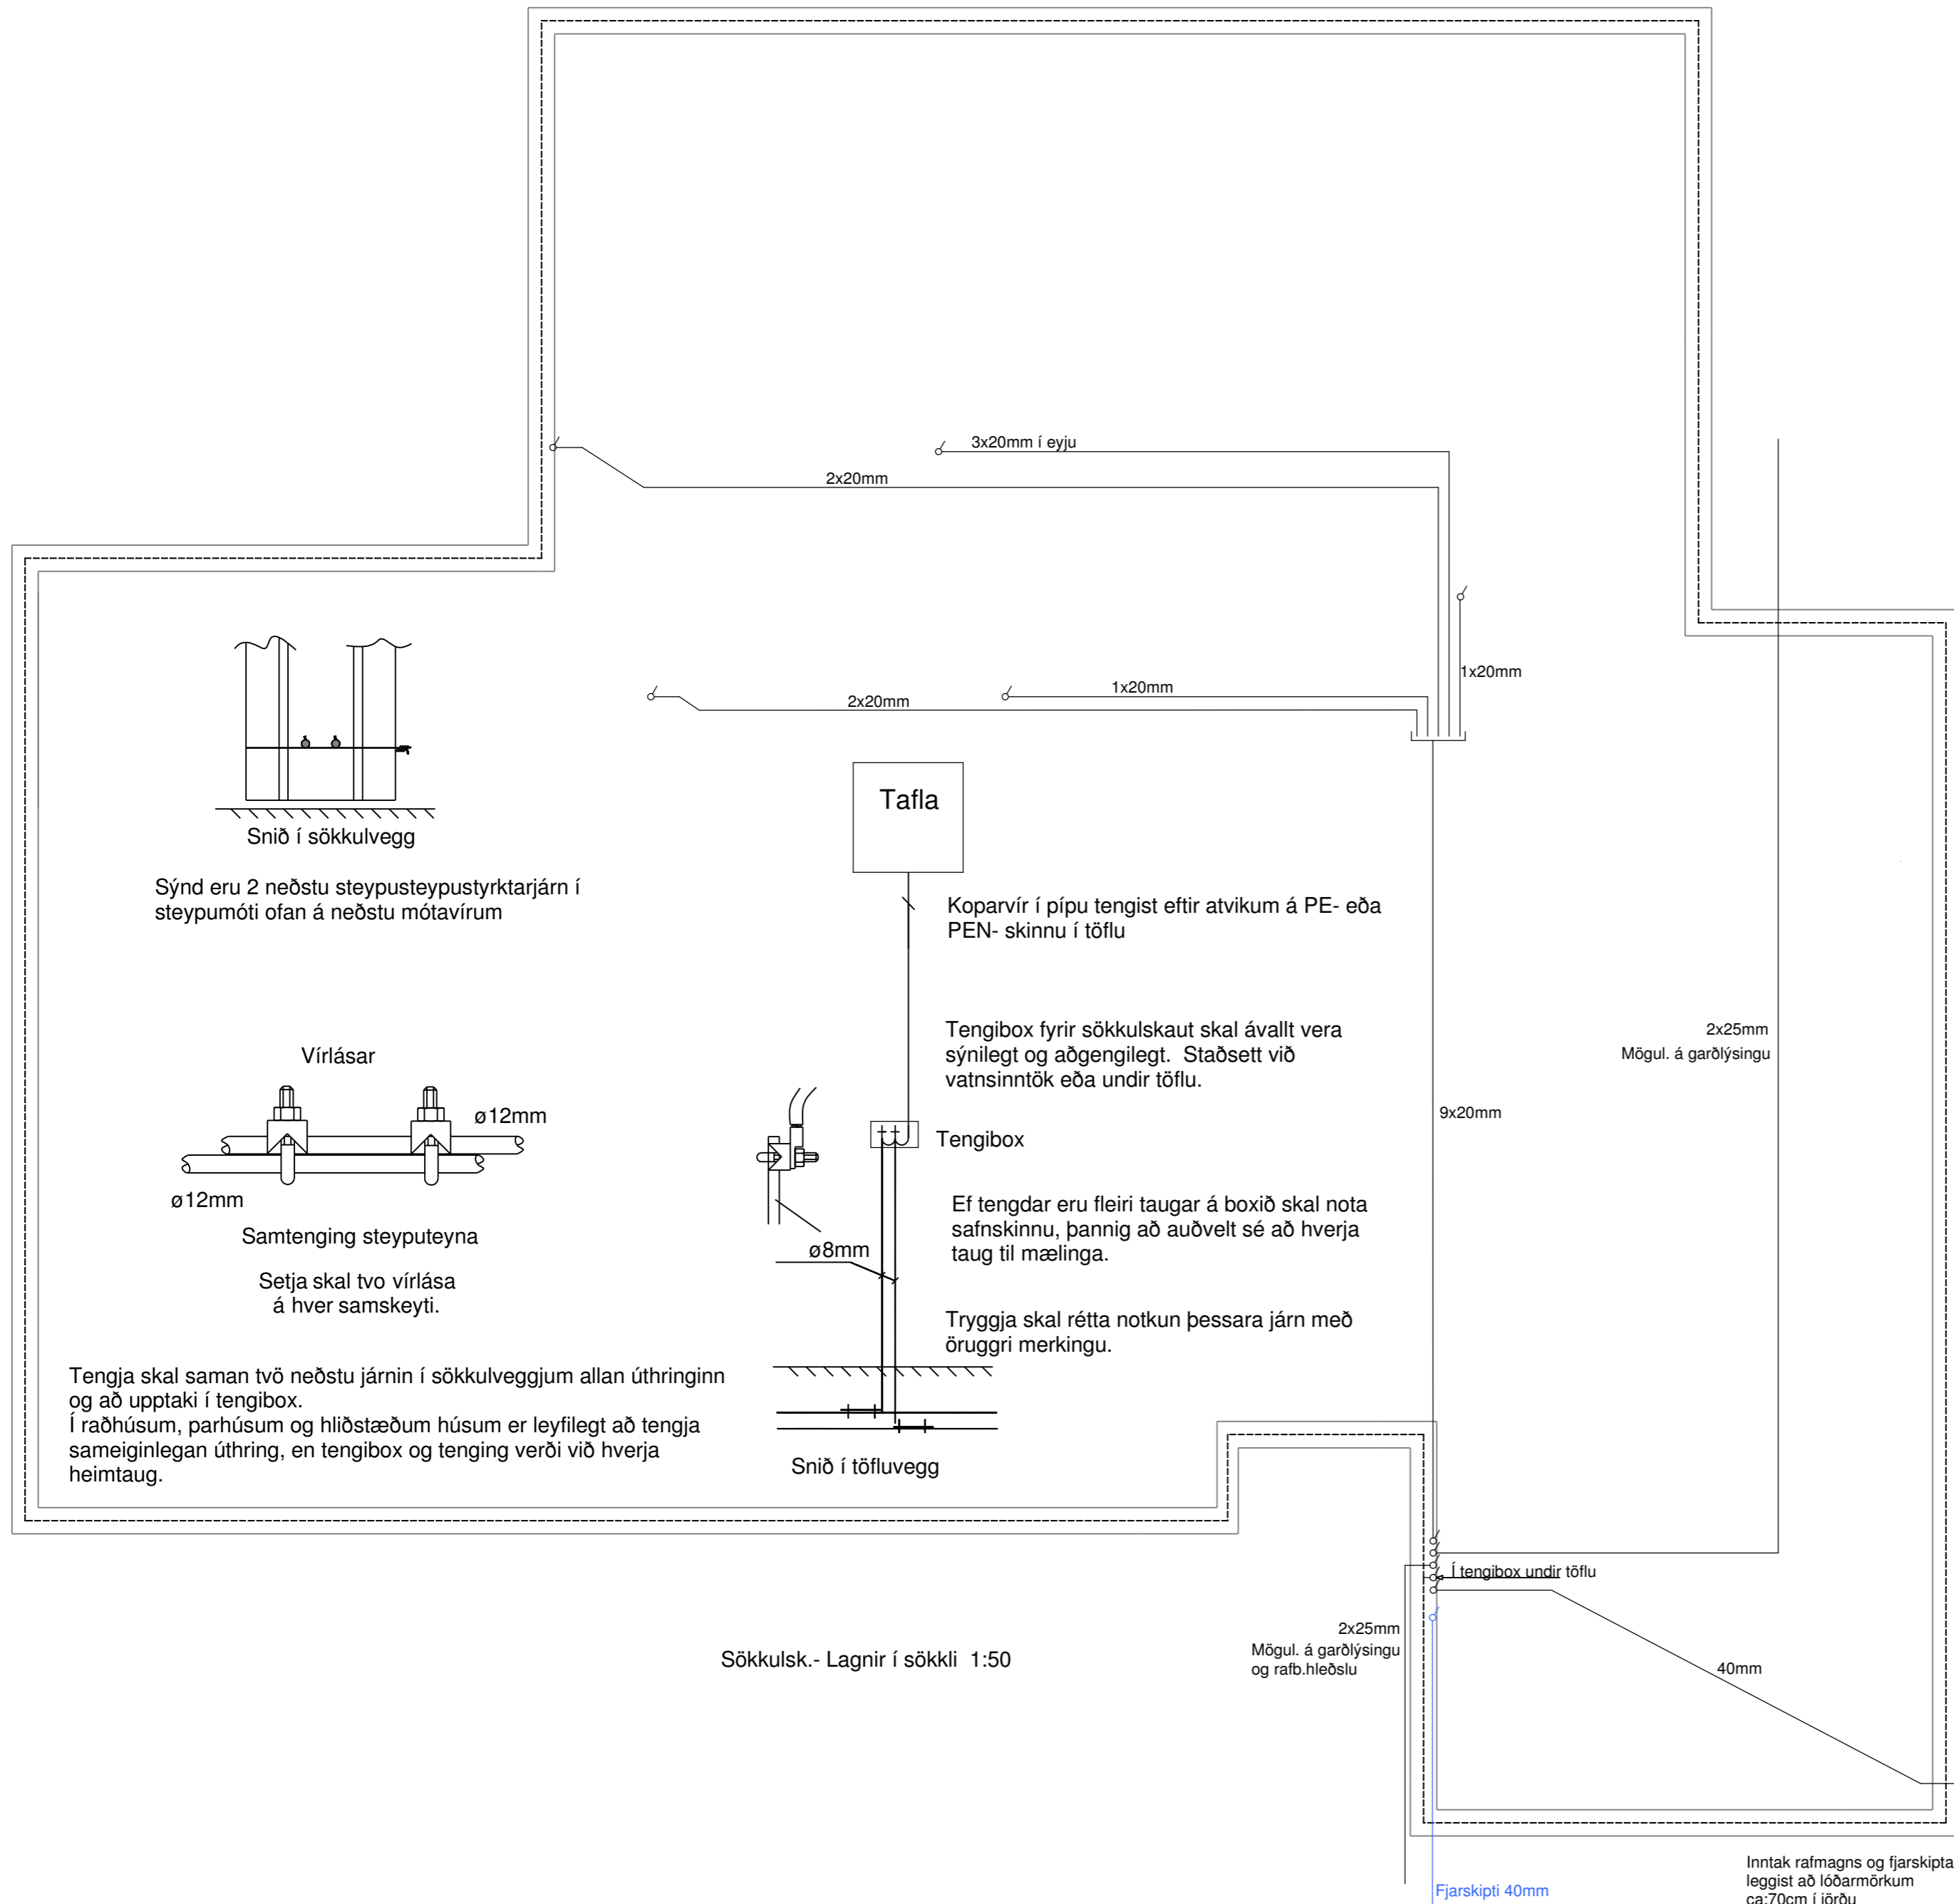 3x20mm í eyju
2x20mm
1x20mm
1x20mm
2x20mm
Tafla
Snið í sökkulvegg
Sýnd eru 2 neðstu steypusteypustyrktarjárn í
steypumóti ofan á neðstu mótavírum
Koparvír í pípu tengist eftir atvikum á PE- eða
PEN- skinnu í töflu
Tengibox fyrir sökkulskaut skal ávallt vera
sýnilegt og aðgengilegt. Staðsett við
vatnsinntök eða undir töflu.
2x25mm
Mögul. á garðlýsingu
Vírlásar
ø12mm
ø12mm
9x20mm
Tengibox
Samtenging steyputeyna
Setja skal tvo vírlása
á hver samskeyti.
ø8mm
Ef tengdar eru fleiri taugar á boxið skal nota
safnskinnu, þannig að auðvelt sé að hverja
taug til mælinga.
Tryggja skal rétta notkun þessara járn með
öruggri merkingu.
Tengja skal saman tvö neðstu járnin í sökkulveggjum allan úthringinn
og að upptaki í tengibox.
Í raðhúsum, parhúsum og hliðstæðum húsum er leyfilegt að tengja
sameiginlegan úthring, en tengibox og tenging verði við hverja
heimtaug.
Snið í töfluvegg
Í tengibox undir töflu
2x25mm
Mögul. á garðlýsingu
og rafb.hleðslu
40mm
Sökkulsk.- Lagnir í sökkli 1:50
Fjarskipti 40mm
Inntak rafmagns og fjarskipta
leggist að lóðarmörkum
ca:70cm í jörðu